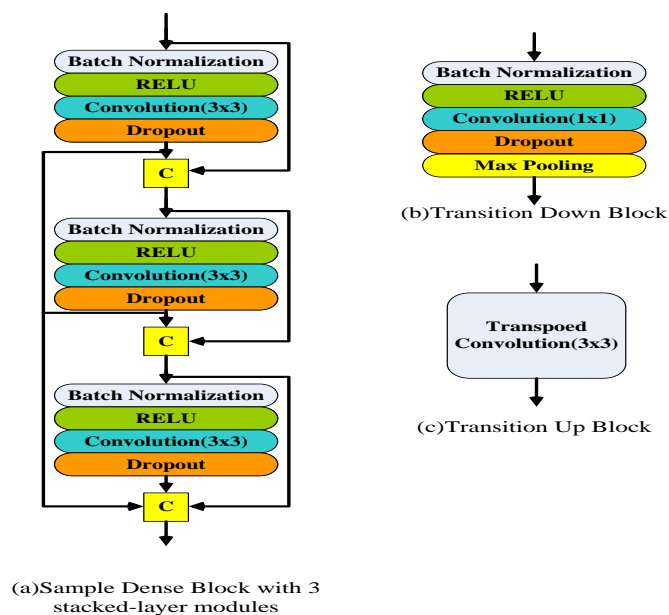 Batch Normalization
RELU
Convolution(3x3)
Dropout
C
Batch Normalization
RELU
Convolution(3x3)
Dropout
C
Batch Normalization
RELU
Convolution(3x3)
Dropout
C
(a)Sample Dense Block with 3
stacked-layer modules
Batch Normalization
RELU
Convolution(1x1)
Dropout
Max Pooling
(b)Transition Down Block
Transpoed
Convolution(3x3)
(c)Transition Up Block